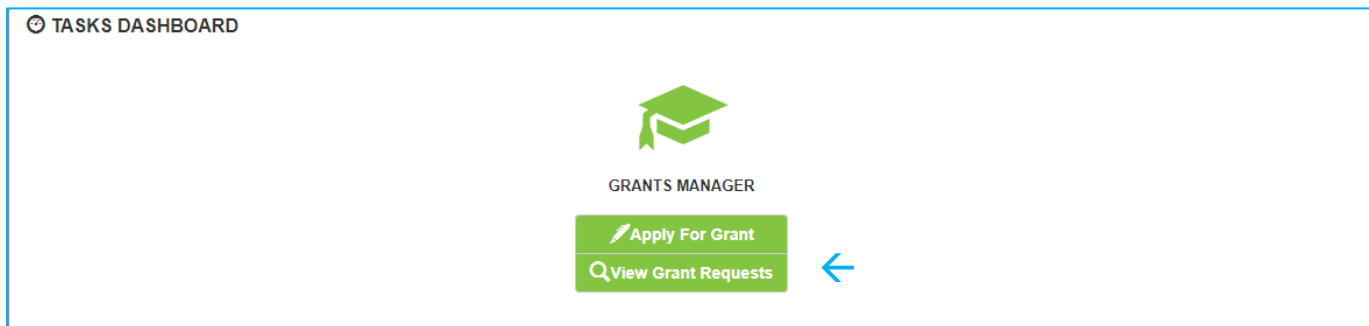 TASKS DASHBOARD
GRANTS MANAGER
Apply For Grant
View Grant Requests